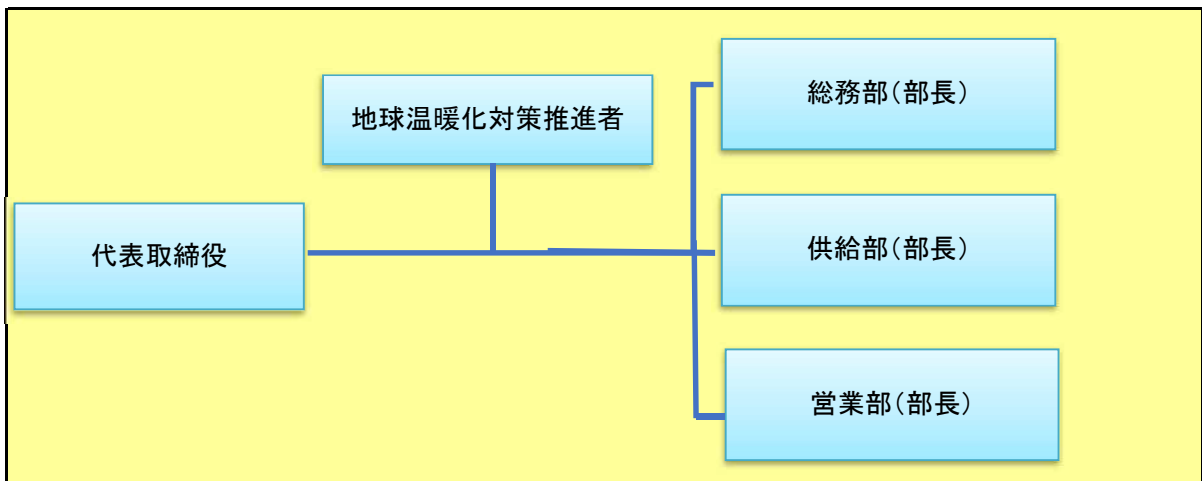 地球温暖化対策推進者
代表取締役
総務部（部長）
供給部（部長）
営業部（部長）